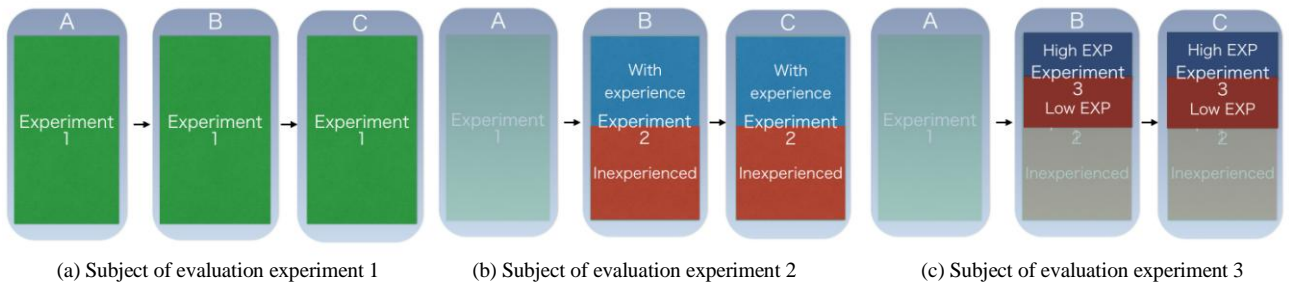 A
Experiment
1
B
Experiment
1
C
Experiment
1
(a) Subject of evaluation experiment 1
A
Experiment
1
B
With
experience
Experiment
2
Inexperienced
C
With
experience
Experiment
2
Inexperienced
(b) Subject of evaluation experiment 2
A
Experiment
1
B
High EXP
Experiment
3
Low EXP
2
Inexperienced
C
High EXP
Experiment
3
Low EXP
2
Inexperienced
(c) Subject of evaluation experiment 3